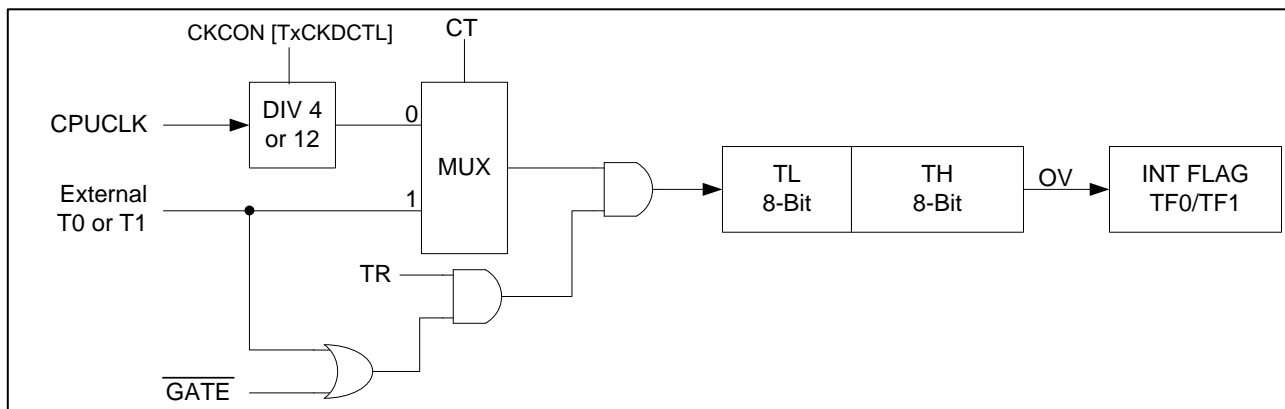 CKCON [TxCKDCTL]
CT
CPUCLK
DIV 4
or 12
0
MUX
External
T0 or T1
1
TL
8-Bit
TH
8-Bit
OV
INT FLAG
TF0/TF1
TR
GATE